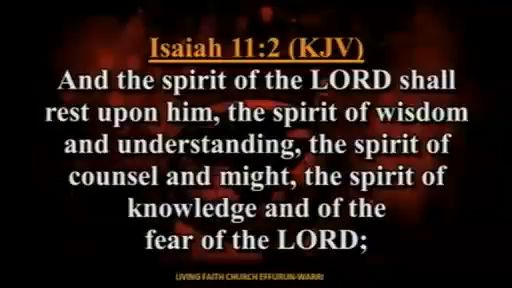 Isaiah 11:2 (KJV)
And the spirit of the LORD shall
rest upon him, the spirit of wisdom
and understanding, the spirit of
counsel and might, the spirit of
knowledge and of the
fear of the LORD;
LIVING FAITH CHURCH EFFURUN-WARRI